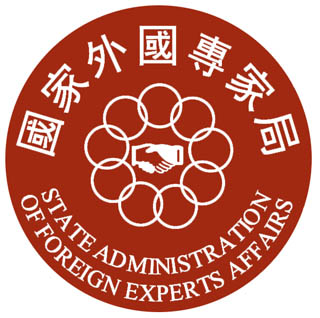 國家外國專家局
STATE ADMINISTRATION
OF FOREIGN EXPERTS AFFAIRS